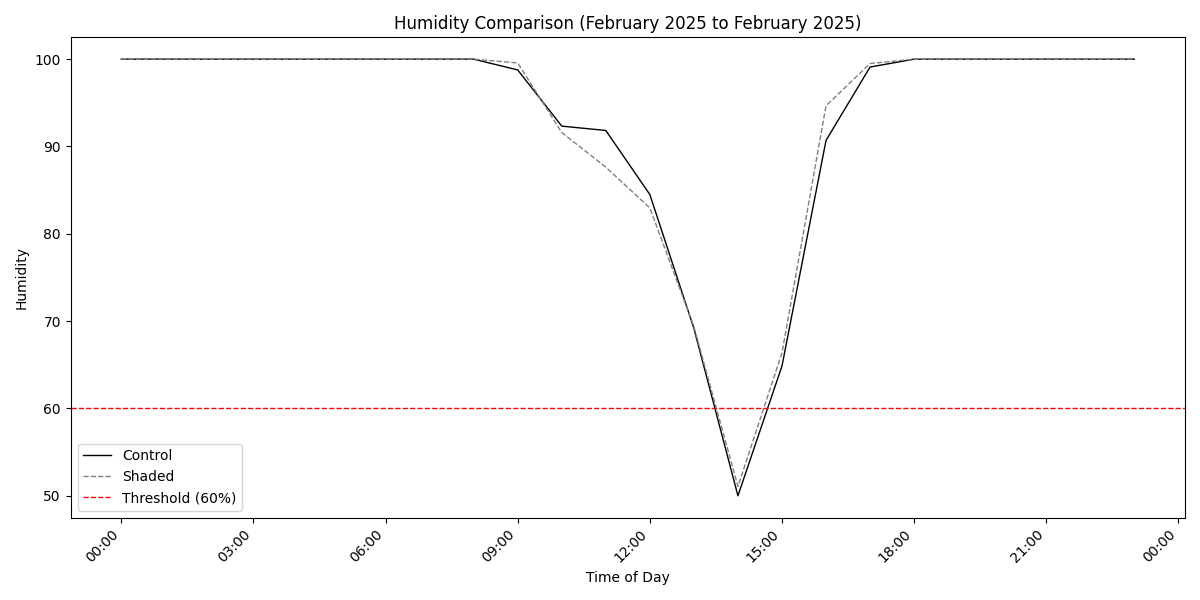 Humidity Comparison (February 2025 to February 2025)
100
90
80
70
60
50
Humidity
Control
Shaded
Threshold (60%)
00:00
03:00
06:00
09:00
12:00
15:00
18:00
21:00
00:00
Time of Day